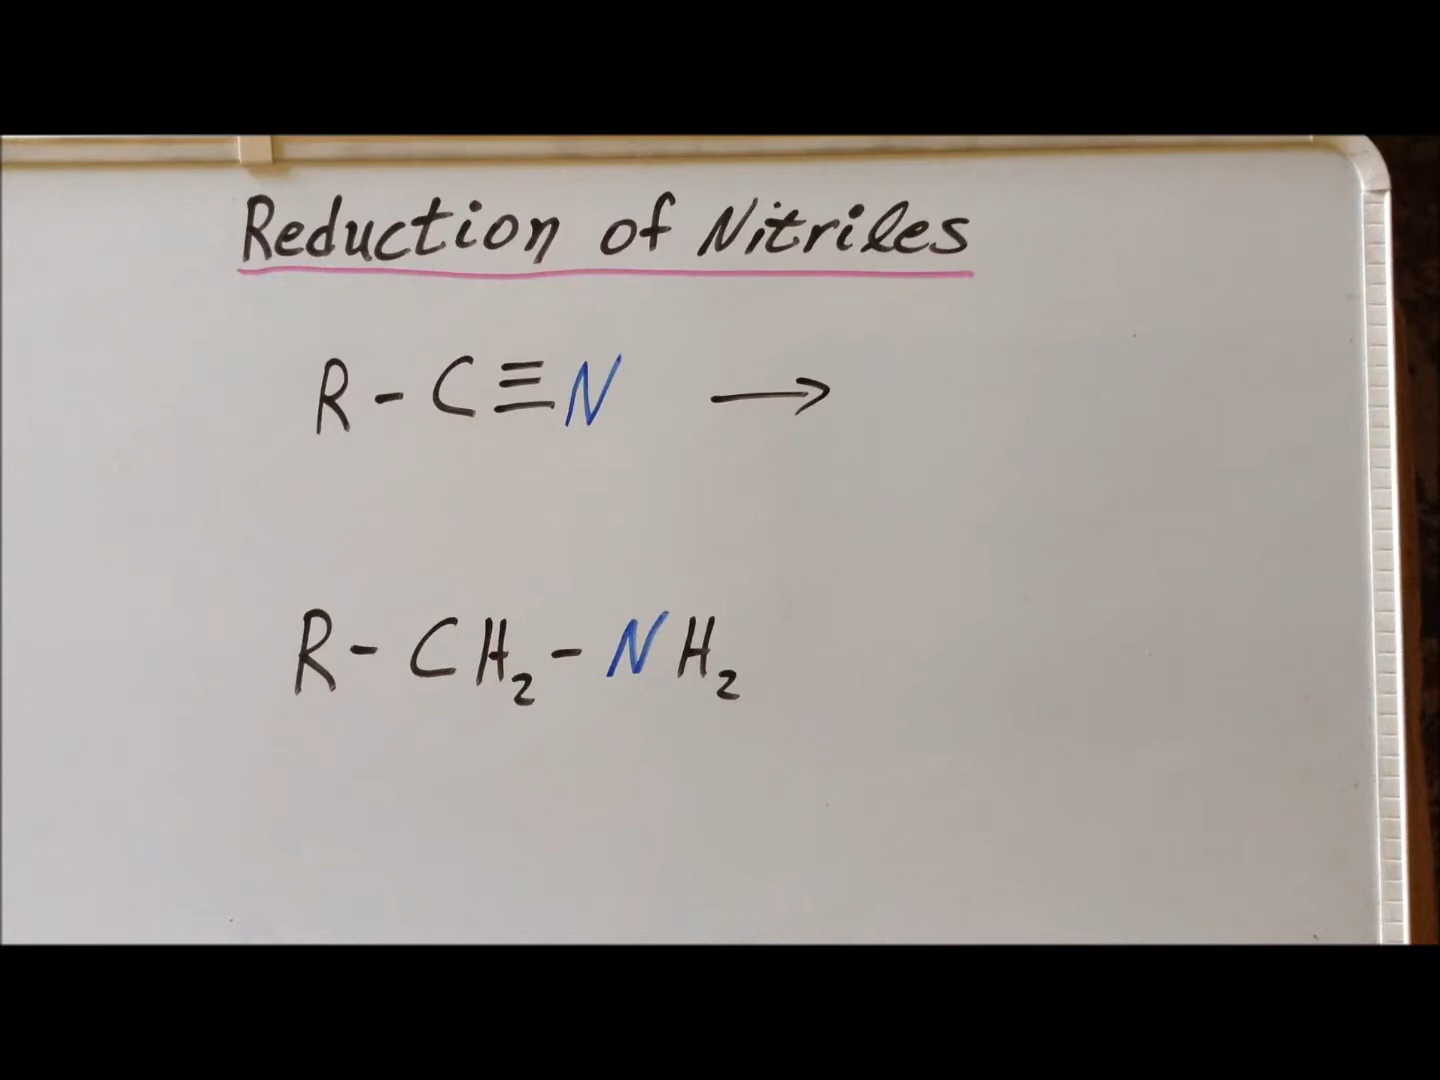 Reduction of Nitriles
R - C≡N →
R - CH₂ - NH₂